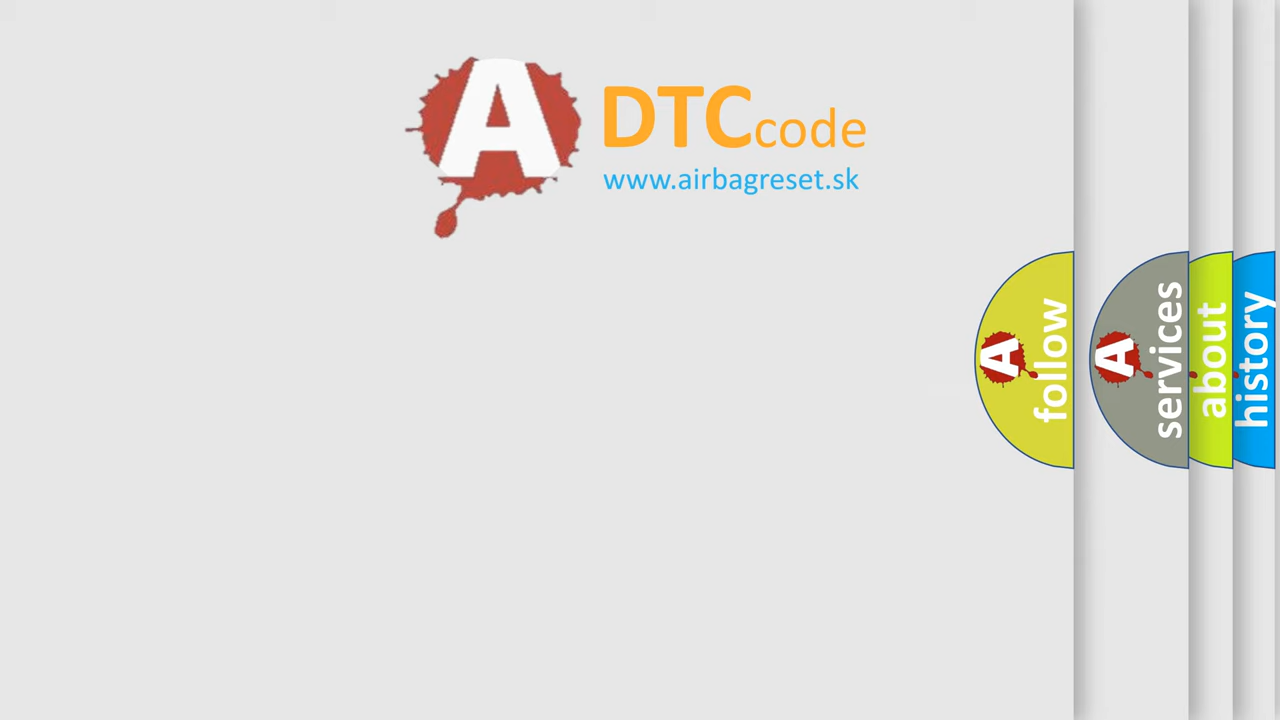 A
DTCcode
www.airbagreset.sk
A
follow
A
services
about
history